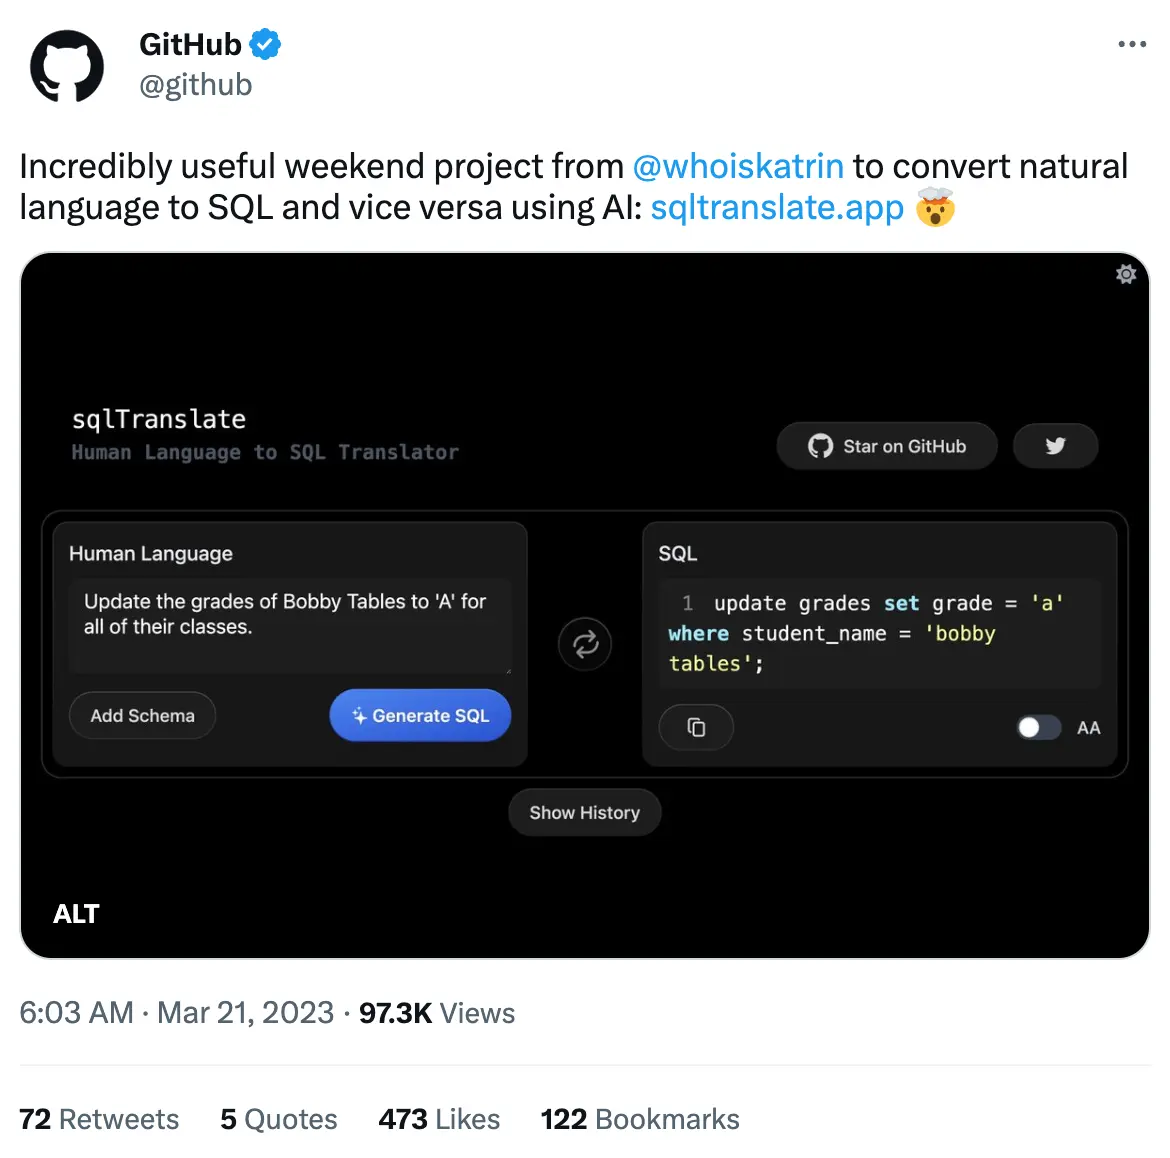 GitHub
@github
Incredibly useful weekend project from @whoiskatrin to convert natural
language to SQL and vice versa using AI: sqltranslate.app 🤯
sqlTranslate
Human Language to SQL Translator
Star on GitHub
Human Language
Update the grades of Bobby Tables to 'A' for
all of their classes.
Add Schema
Generate SQL
SQL
1 update grades set grade = 'a'
where student_name = 'bobby
tables';
AA
Show History
ALT
6:03 AM · Mar 21, 2023 · 97.3K Views
72 Retweets 5 Quotes 473 Likes 122 Bookmarks